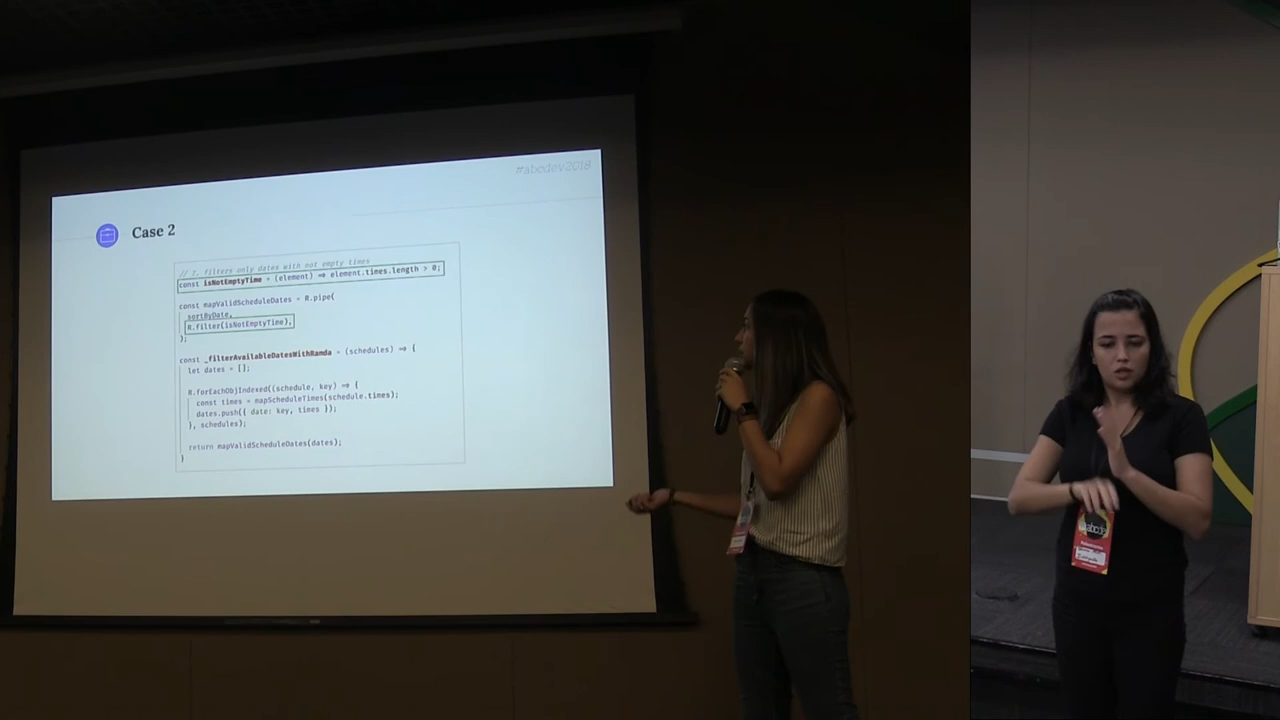 #abcdev2018
Case 2
// 7. filters only dates with not empty times
const isNotEmptyTime = (element) => element.times.length > 0;
const mapValidScheduleDates = R.pipe(
sortByDate,
R.filter(isNotEmptyTime),
);
const _filterAvailableDatesWithRamda = (schedules) => {
let dates = [];
R.forEachObjIndexed((schedule, key) => {
const times = mapScheduleTimes(schedule.times);
dates.push({ date: key, times });
}, schedules);
return mapValidScheduleDates(dates);
}